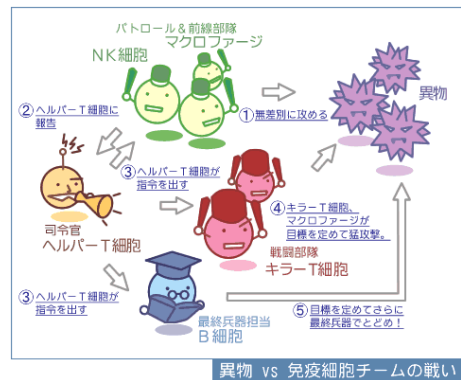 パトロール＆前線部隊
マクロファージ
NK細胞
異物
①無差別に攻める
②ヘルパーT細胞に
報告
③ヘルパーT細胞が
指令を出す
司令官
ヘルパーT細胞
④キラーT細胞、
マクロファージが
目標を定めて猛攻撃。
戦闘部隊
キラーT細胞
③ヘルパーT細胞が
指令を出す
最終兵器担当
B細胞
⑤目標を定めてさらに
最終兵器でとどめ！
異物 vs 免疫細胞チームの戦い